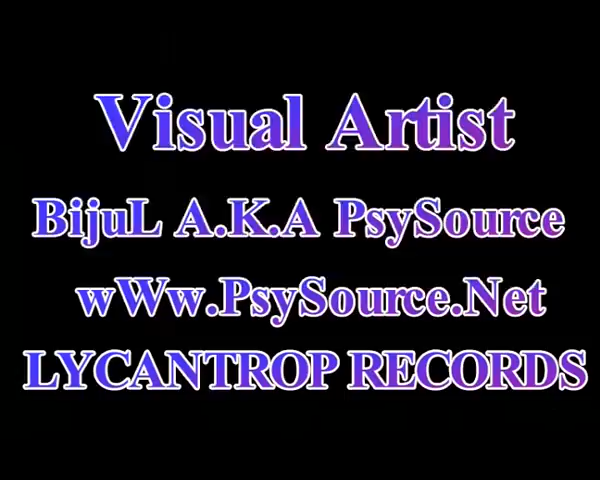 Visual Artist
BijuL A.K.A PsySource
wWw.PsySource.Net
LYCANTROP RECORDS